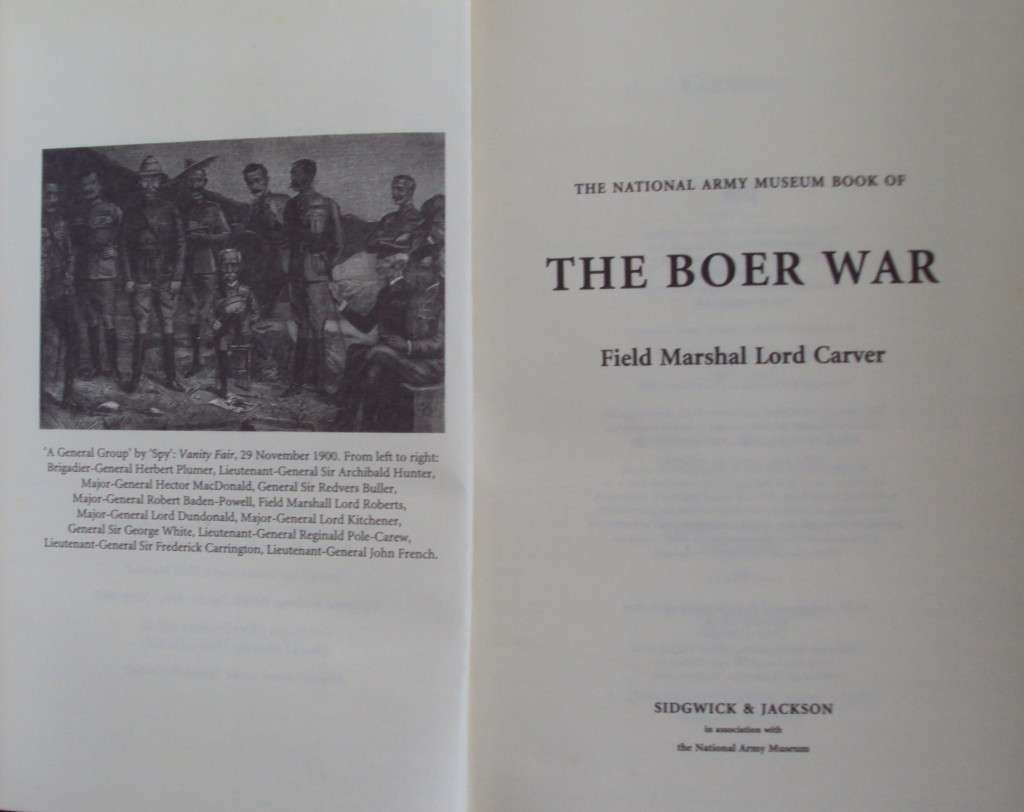 'A General Group' by 'Spy': Vanity Fair, 29 November 1900. From left to right:
Brigadier-General Herbert Plumer, Lieutenant-General Sir Archibald Hunter,
Major-General Hector MacDonald, General Sir Redvers Buller,
Major-General Robert Baden-Powell, Field Marshall Lord Roberts,
Major-General Lord Dundonald, Major-General Lord Kitchener,
General Sir George White, Lieutenant-General Reginald Pole-Carew,
Lieutenant-General Sir Frederick Carrington, Lieutenant-General John French.
THE NATIONAL ARMY MUSEUM BOOK OF
THE BOER WAR
Field Marshal Lord Carver
SIDGWICK & JACKSON
in association with
the National Army Museum